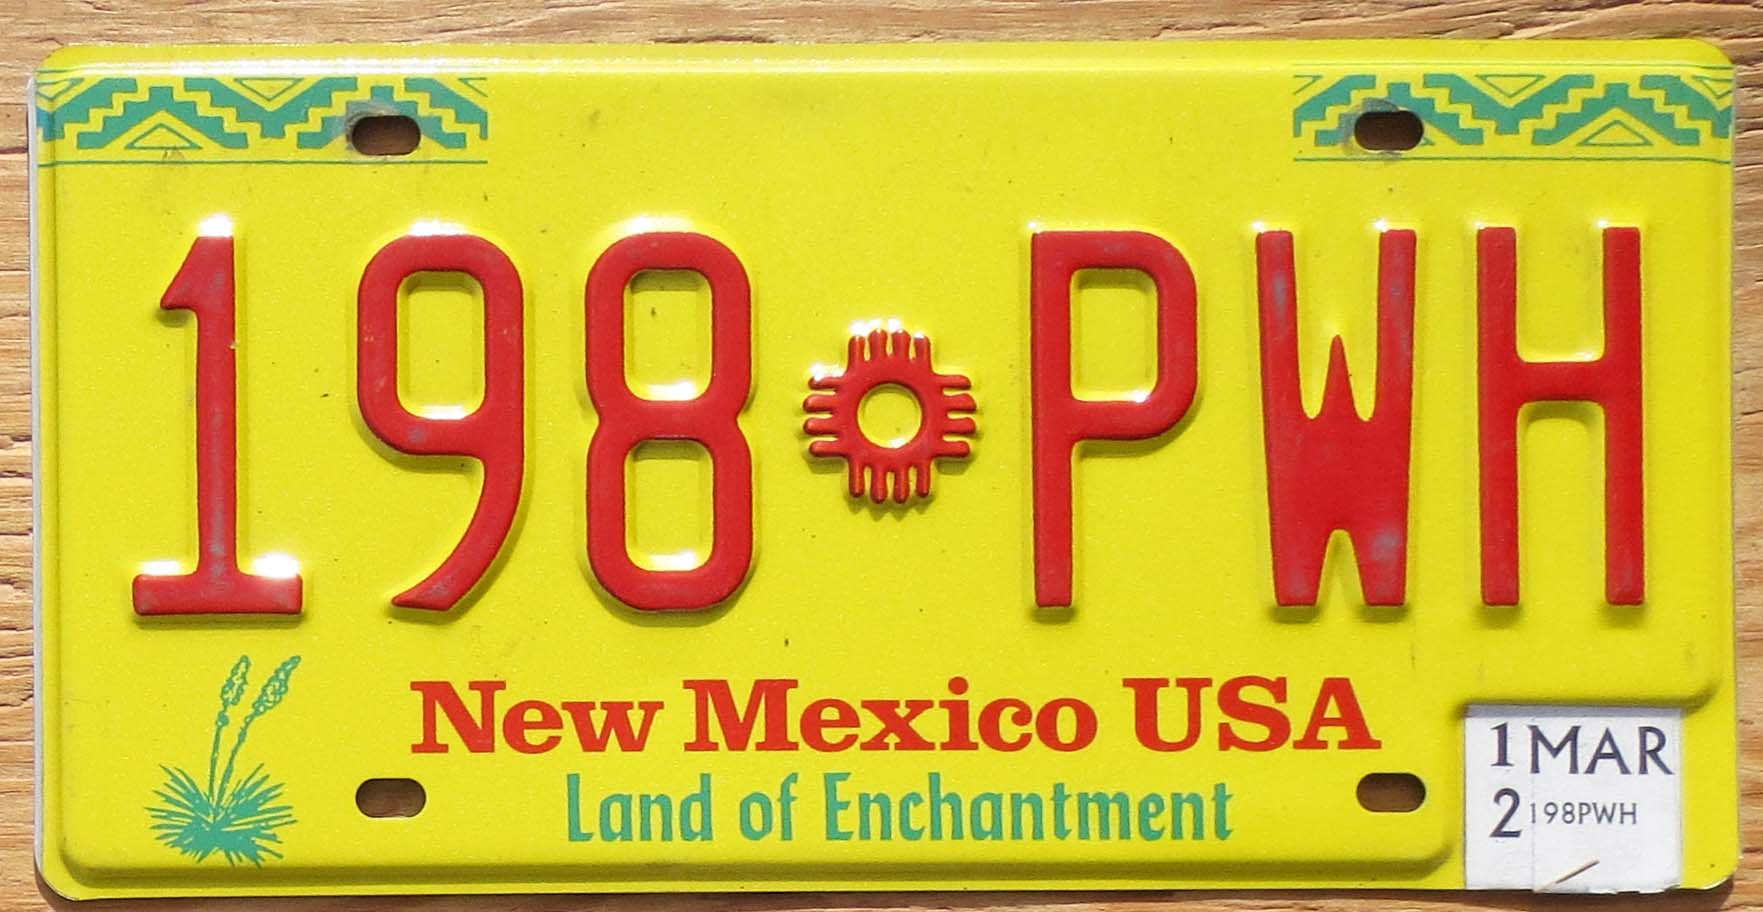 198 PWH
New Mexico USA
Land of Enchantment
1 MAR
2 198PWH